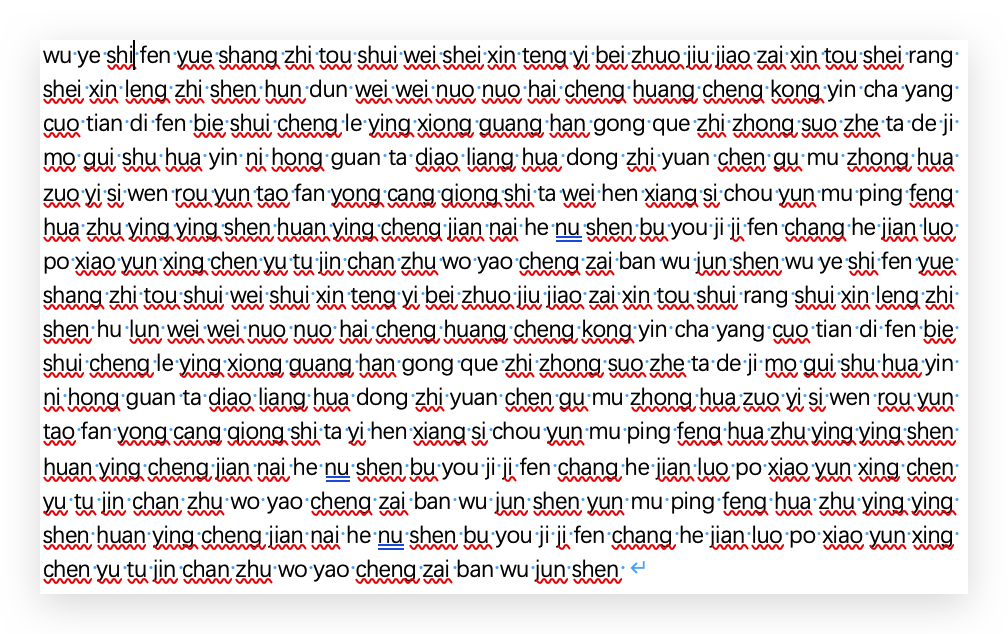 wu ye shi fen yue shang zhi tou shui wei shei xin teng yi bei zhuo jiu jiao zai xin tou shei rang
shei xin leng zhi shen hun dun wei wei nuo nuo hai cheng huang cheng kong yin cha yang
cuo tian di fen bie shui cheng le ying xiong guang han gong que zhi zhong suo zhe ta de ji
mo gui shu hua yin ni hong guan ta diao liang hua dong zhi yuan chen gu mu zhong hua
zuo yi si wen rou yun tao fan yong cang qiong shi ta wei hen xiang si chou yun mu ping feng
hua zhu ying ying shen huan ying cheng jian nai he nu shen bu you ji ji fen chang he jian luo
po xiao yun xing chen yu tu jin chan zhu wo yao cheng zai ban wu jun shen wu ye shi fen yue
shang zhi tou shui wei shui xin teng yi bei zhuo jiu jiao zai xin tou shui rang shui xin leng zhi
shen hu lun wei wei nuo nuo hai cheng huang cheng kong yin cha yang cuo tian di fen bie
shui cheng le ying xiong guang han gong que zhi zhong suo zhe ta de ji mo gui shu hua yin
ni hong guan ta diao liang hua dong zhi yuan chen gu mu zhong hua zuo yi si wen rou yun
tao fan yong cang qiong shi ta yi hen xiang si chou yun mu ping feng hua zhu ying ying shen
huan ying cheng jian nai he nu shen bu you ji ji fen chang he jian luo po xiao yun xing chen
yu tu jin chan zhu wo yao cheng zai ban wu jun shen yun mu ping feng hua zhu ying ying
shen huan ying cheng jian nai he nu shen bu you ji ji fen chang he jian luo po xiao yun xing
chen yu tu jin chan zhu wo yao cheng zai ban wu jun shen